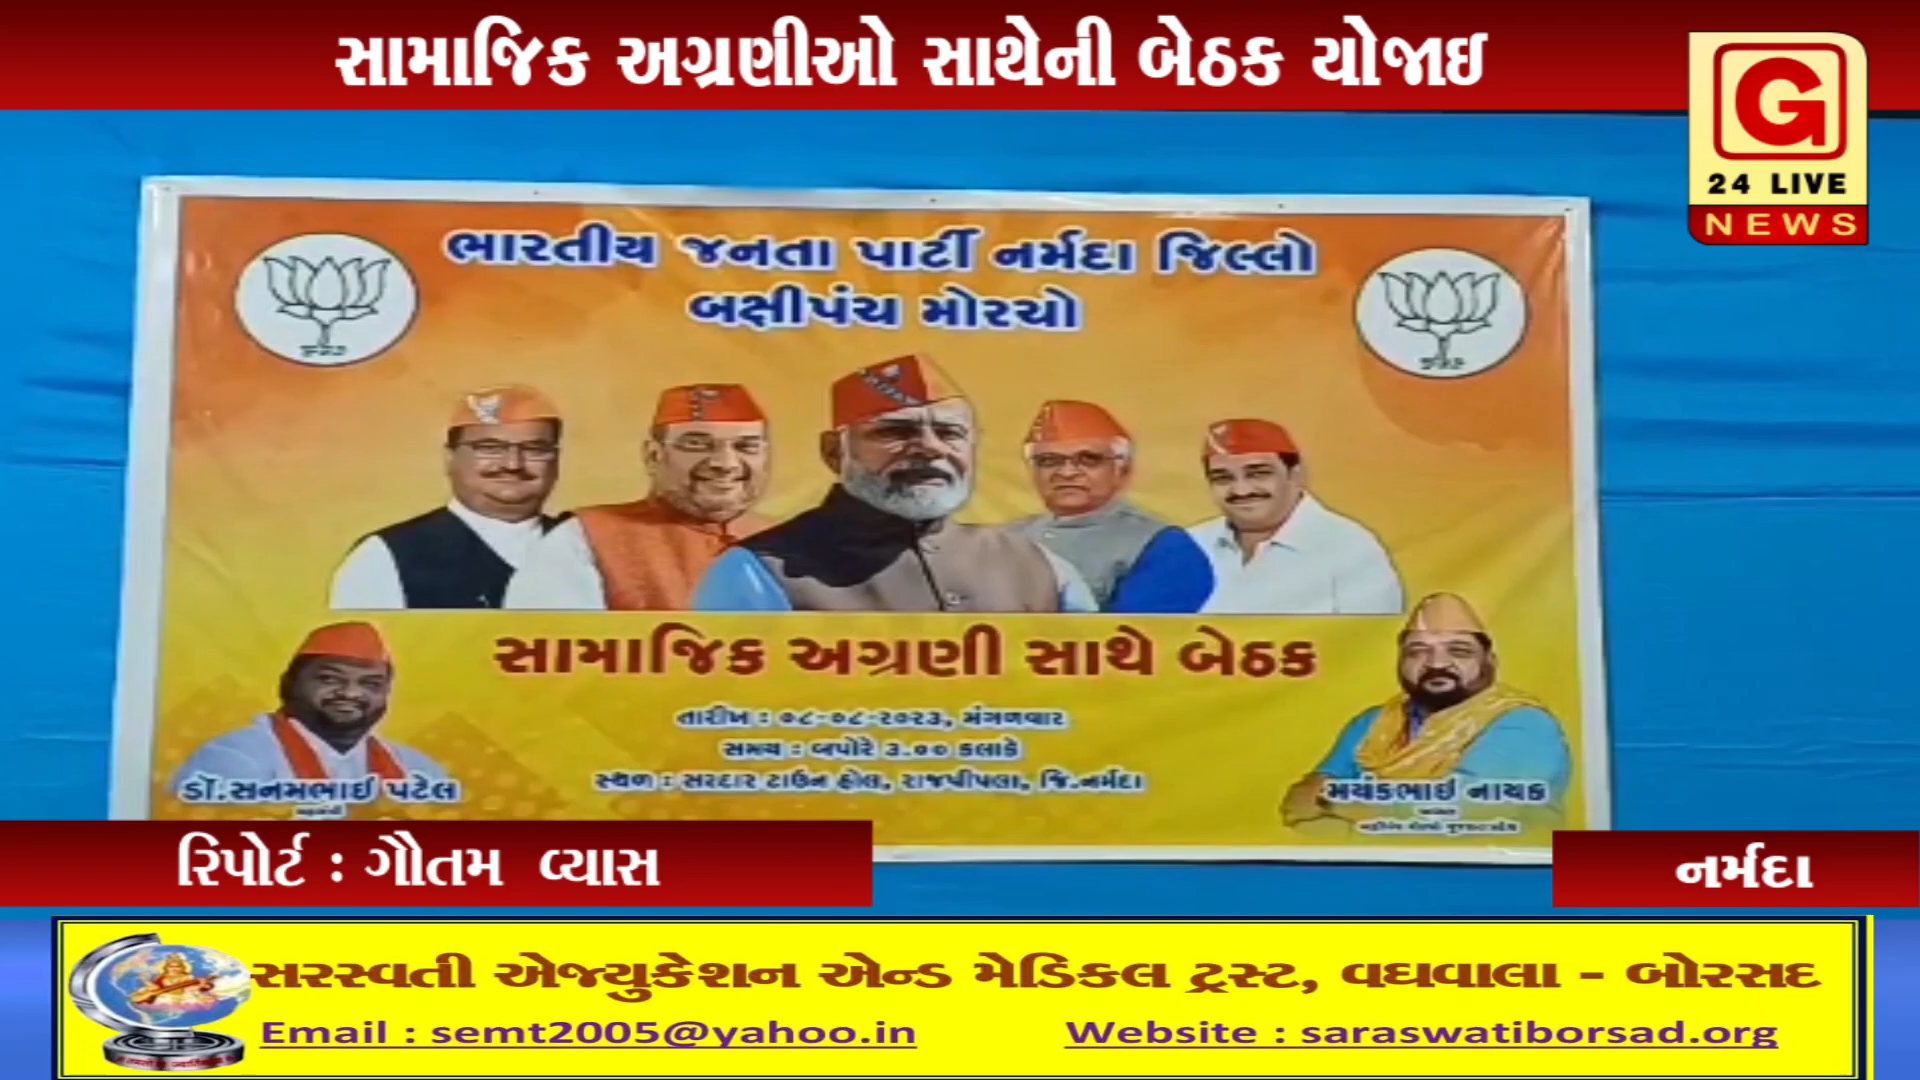 સામાજિક અગ્રણીઓ સાથેની બેઠક યોજાઇ
G
24 LIVE
NEWS
ભારતીય જનતા પાર્ટી નર્મદા જિલ્લો
બક્ષીપંચ મોરચો
સામાજિક અગ્રણી સાથે બેઠક
તારીખ : ૦૮-૦૮-૨૦૨૩, મંગળવાર
સમય : બપોરે ૩.૦૦ કલાકે
સ્થળ : સરદાર ટાઉન હોલ, રાજપીપલા, જિ.નર્મદા
ડૉ.સનમભાઈ પટેલ
મયંકભાઈ નાયક
રિપોર્ટ : ગૌતમ વ્યાસ
નર્મદા
સરસ્વતી એજ્યુકેશન એન્ડ મેડિકલ ટ્રસ્ટ, વઘવાલા - બોરસદ
Email : semt2005@yahoo.in
Website : saraswatiborsad.org